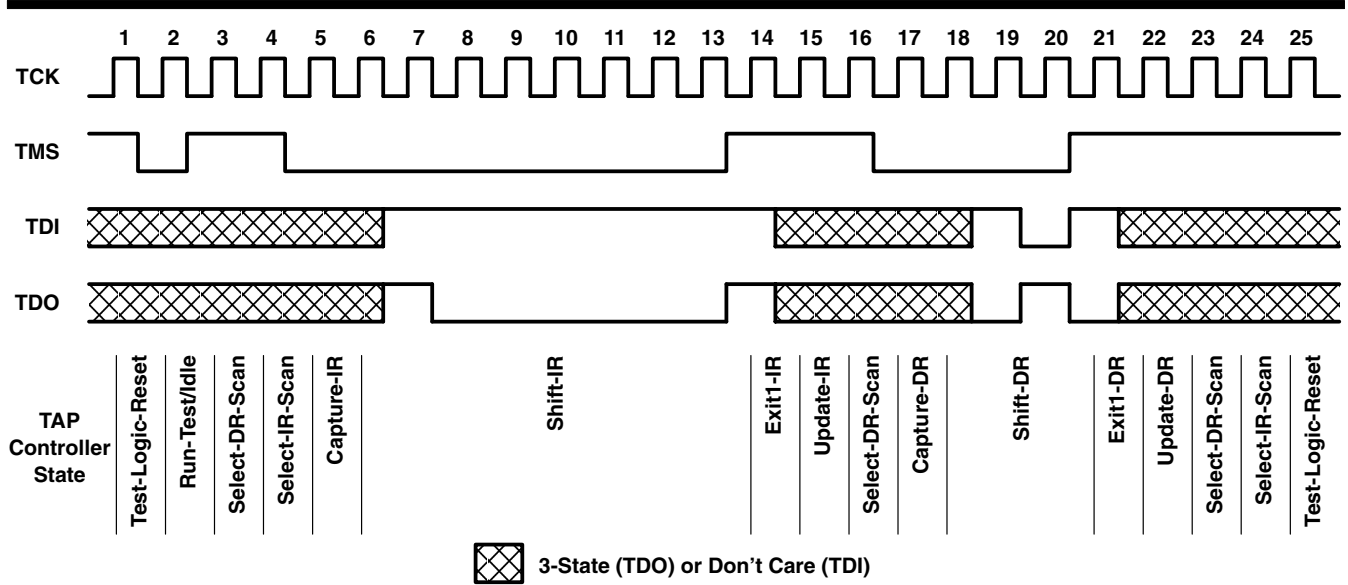 1 2 3 4 5 6 7 8 9 10 11 12 13 14 15 16 17 18 19 20 21 22 23 24 25
TCK
TMS
TDI
TDO
TAP
Controller
State
Test-Logic-Reset
Run-Test/Idle
Select-DR-Scan
Select-IR-Scan
Capture-IR
Shift-IR
Exit1-IR
Update-IR
Select-DR-Scan
Capture-DR
Shift-DR
Exit1-DR
Update-DR
Select-DR-Scan
Select-IR-Scan
Test-Logic-Reset
3-State (TDO) or Don't Care (TDI)